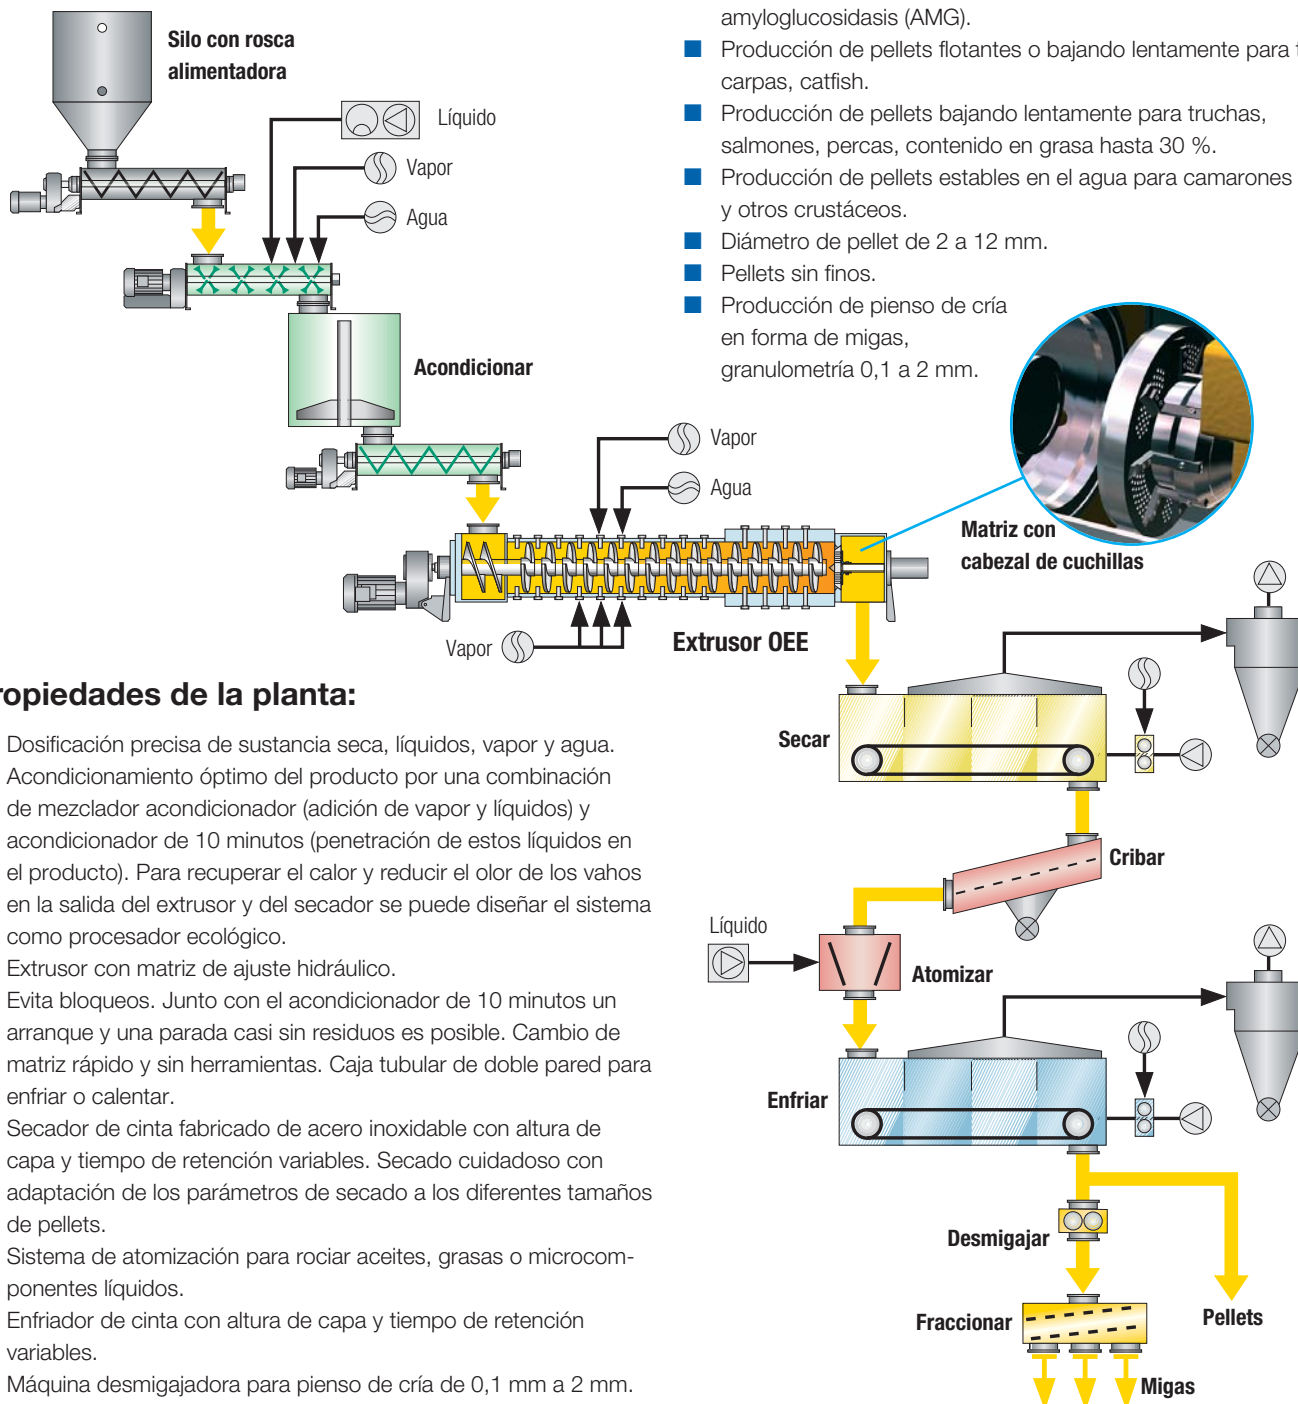 amyloglucosidasis (AMG).
Producción de pellets flotantes o bajando lentamente para
carpas, catfish.
Producción de pellets bajando lentamente para truchas,
salmones, percas, contenido en grasa hasta 30 %.
Producción de pellets estables en el agua para camarones
y otros crustáceos.
Diámetro de pellet de 2 a 12 mm.
Pellets sin finos.
Producción de pienso de cría
en forma de migas,
granulometría 0,1 a 2 mm.
Silo con rosca
alimentadora
Líquido
Vapor
Agua
Acondicionar
Vapor
Agua
Matriz con
cabezal de cuchillas
Vapor
Extrusor OEE
Secar
Cribar
Líquido
Atomizar
Enfriar
Desmigajar
Fraccionar
Pellets
Migas
ropiedades de la planta:
Dosificación precisa de sustancia seca, líquidos, vapor y agua.
Acondicionamiento óptimo del producto por una combinación
de mezclador acondicionador (adición de vapor y líquidos) y
acondicionador de 10 minutos (penetración de estos líquidos en
el producto). Para recuperar el calor y reducir el olor de los vahos
en la salida del extrusor y del secador se puede diseñar el sistema
como procesador ecológico.
Extrusor con matriz de ajuste hidráulico.
Evita bloqueos. Junto con el acondicionador de 10 minutos un
arranque y una parada casi sin residuos es posible. Cambio de
matriz rápido y sin herramientas. Caja tubular de doble pared para
enfriar o calentar.
Secador de cinta fabricado de acero inoxidable con altura de
capa y tiempo de retención variables. Secado cuidadoso con
adaptación de los parámetros de secado a los diferentes tamaños
de pellets.
Sistema de atomización para rociar aceites, grasas o microcom-
ponentes líquidos.
Enfriador de cinta con altura de capa y tiempo de retención
variables.
Máquina desmigajadora para pienso de cría de 0,1 mm a 2 mm.